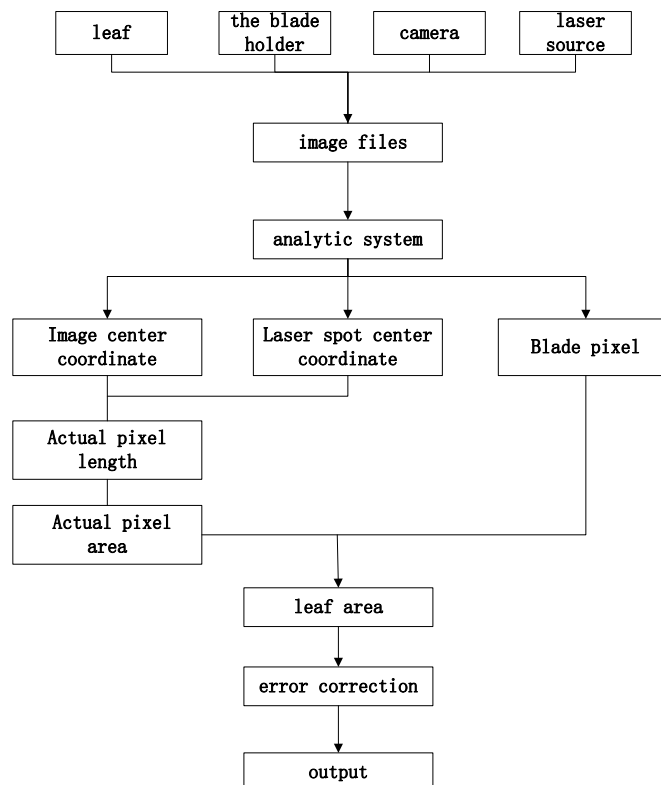 leaf
the blade
holder
camera
laser
source
image files
analytic system
Image center
coordinate
Laser spot center
coordinate
Blade pixel
Actual pixel
length
Actual pixel
area
leaf area
error correction
output